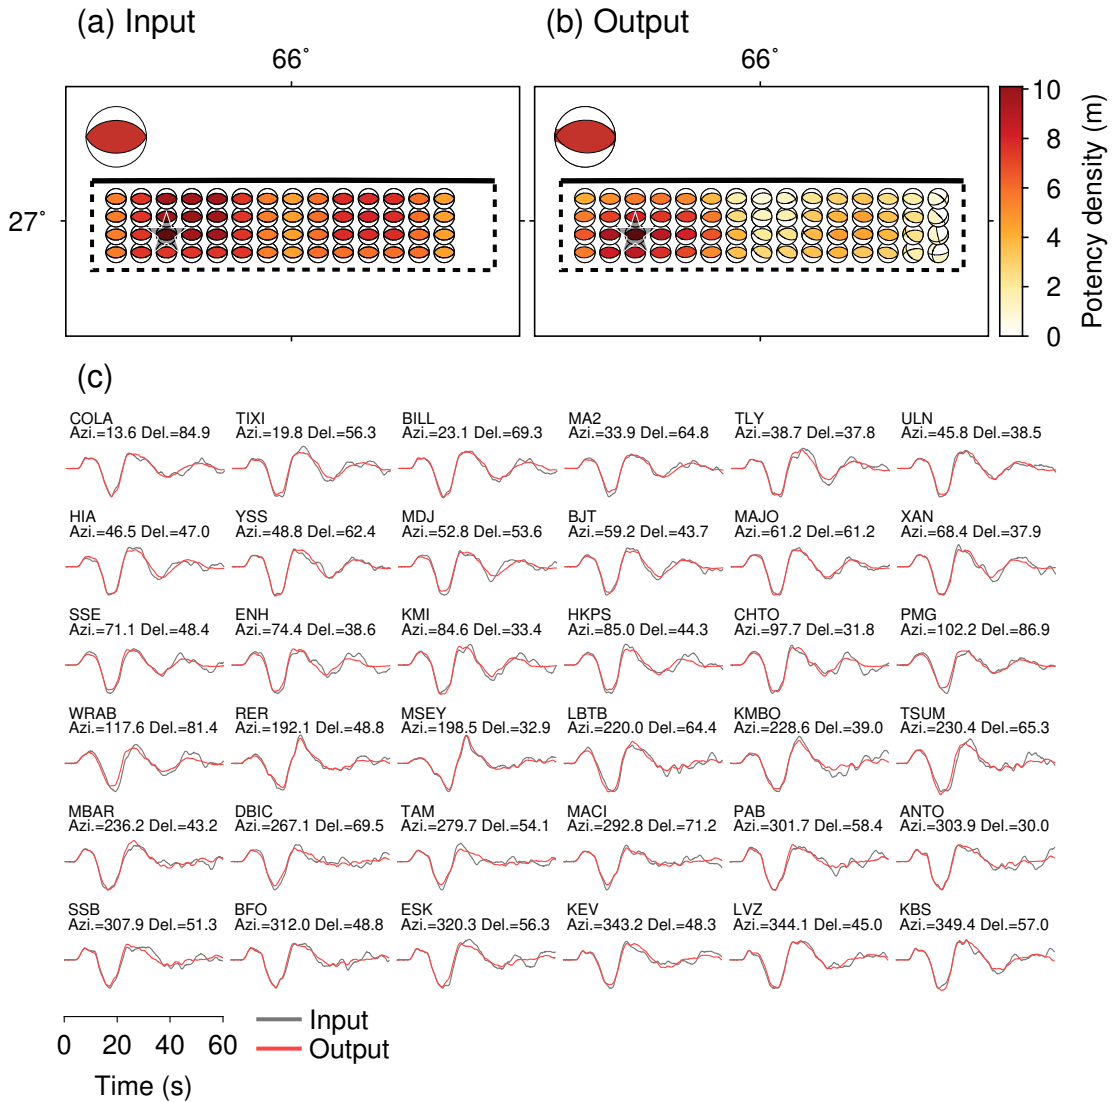 (a) Input
(b) Output
66°
66°
27°
10
8
6
4
2
0
Potency density (m)
(c)
COLA
Azi.=13.6 Del.=84.9
TIXI
Azi.=19.8 Del.=56.3
BILL
Azi.=23.1 Del.=69.3
MA2
Azi.=33.9 Del.=64.8
TLY
Azi.=38.7 Del.=37.8
ULN
Azi.=45.8 Del.=38.5
HIA
Azi.=46.5 Del.=47.0
YSS
Azi.=48.8 Del.=62.4
MDJ
Azi.=52.8 Del.=53.6
BJT
Azi.=59.2 Del.=43.7
MAJO
Azi.=61.2 Del.=61.2
XAN
Azi.=68.4 Del.=37.9
SSE
Azi.=71.1 Del.=48.4
ENH
Azi.=74.4 Del.=38.6
KMI
Azi.=84.6 Del.=33.4
HKPS
Azi.=85.0 Del.=44.3
CHTO
Azi.=97.7 Del.=31.8
PMG
Azi.=102.2 Del.=86.9
WRAB
Azi.=117.6 Del.=81.4
RER
Azi.=192.1 Del.=48.8
MSEY
Azi.=198.5 Del.=32.9
LBTB
Azi.=220.0 Del.=64.4
KMBO
Azi.=228.6 Del.=39.0
TSUM
Azi.=230.4 Del.=65.3
MBAR
Azi.=236.2 Del.=43.2
DBIC
Azi.=267.1 Del.=69.5
TAM
Azi.=279.7 Del.=54.1
MACI
Azi.=292.8 Del.=71.2
PAB
Azi.=301.7 Del.=58.4
ANTO
Azi.=303.9 Del.=30.0
SSB
Azi.=307.9 Del.=51.3
BFO
Azi.=312.0 Del.=48.8
ESK
Azi.=320.3 Del.=56.3
KEV
Azi.=343.2 Del.=48.3
LVZ
Azi.=344.1 Del.=45.0
KBS
Azi.=349.4 Del.=57.0
0 20 40 60
Time (s)
Input
Output